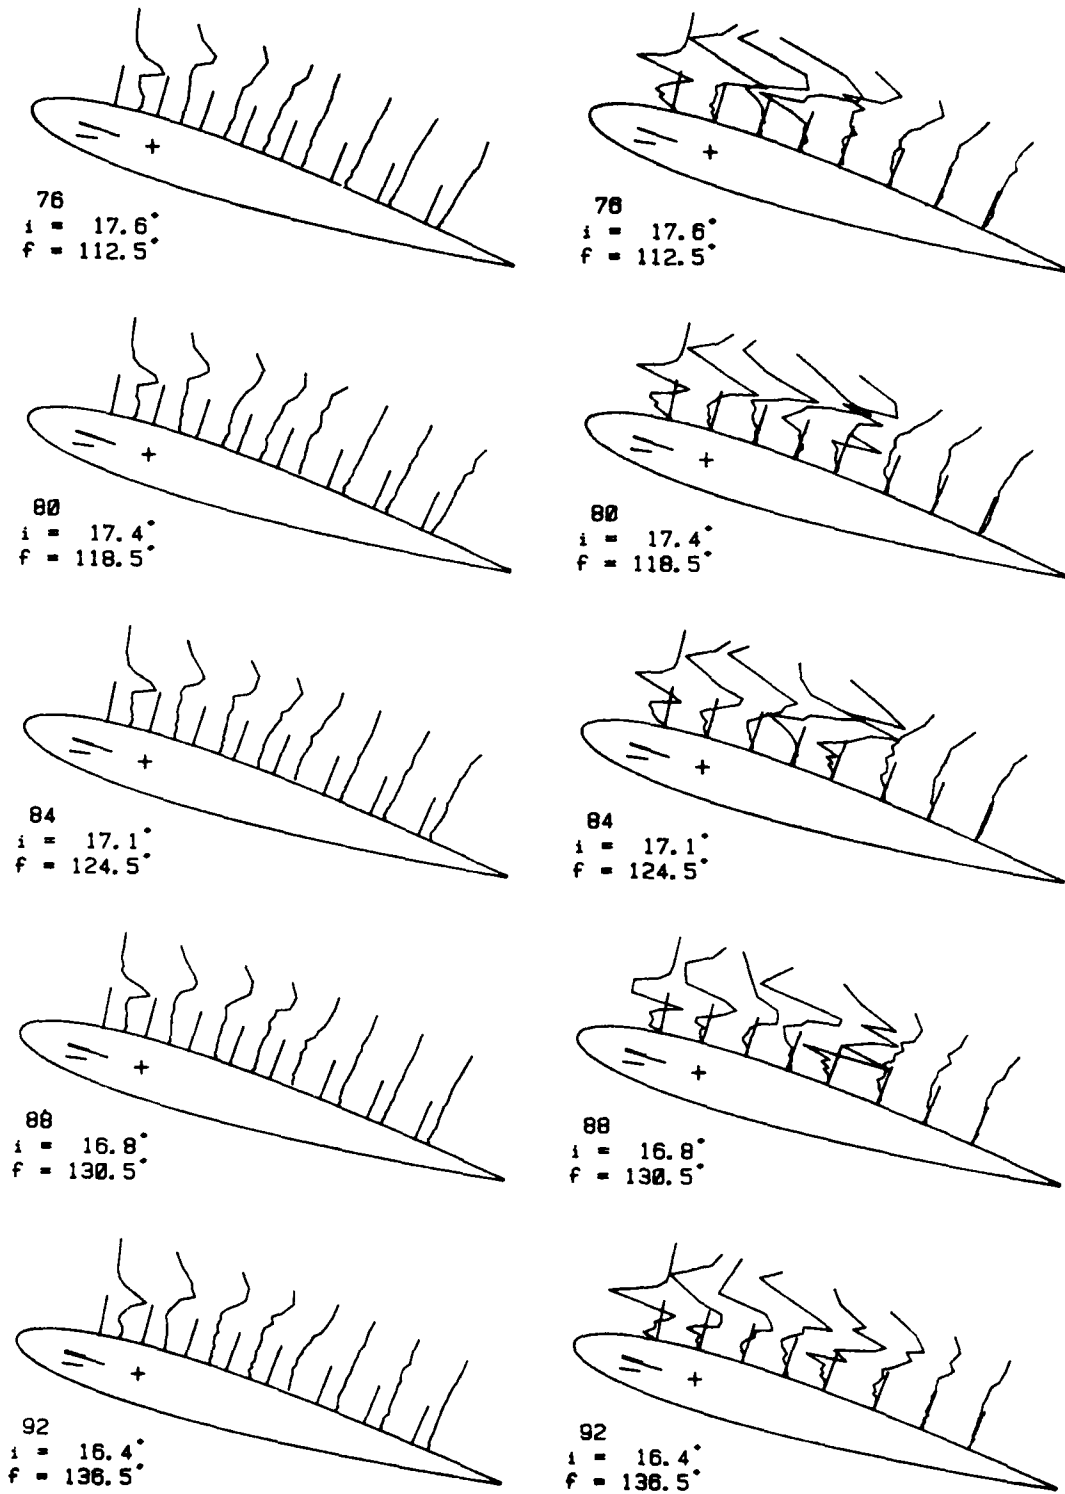 76
i = 17.6°
f = 112.5°
76
i = 17.6°
f = 112.5°
80
i = 17.4°
f = 118.5°
80
i = 17.4°
f = 118.5°
84
i = 17.1°
f = 124.5°
84
i = 17.1°
f = 124.5°
88
i = 16.8°
f = 130.5°
88
i = 16.8°
f = 130.5°
92
i = 16.4°
f = 136.5°
92
i = 16.4°
f = 136.5°